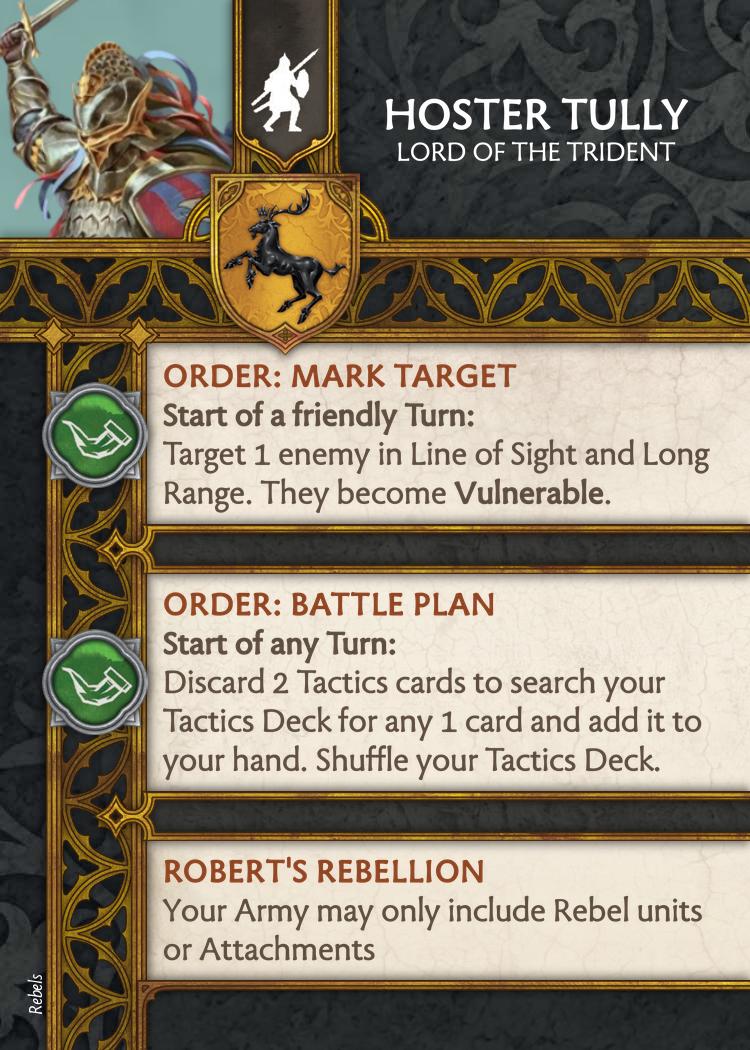 HOSTER TULLY
LORD OF THE TRIDENT
ORDER: MARK TARGET
Start of a friendly Turn:
Target 1 enemy in Line of Sight and Long
Range. They become Vulnerable.
ORDER: BATTLE PLAN
Start of any Turn:
Discard 2 Tactics cards to search your
Tactics Deck for any 1 card and add it to
your hand. Shuffle your Tactics Deck.
ROBERT'S REBELLION
Your Army may only include Rebel units
or Attachments
Rebels